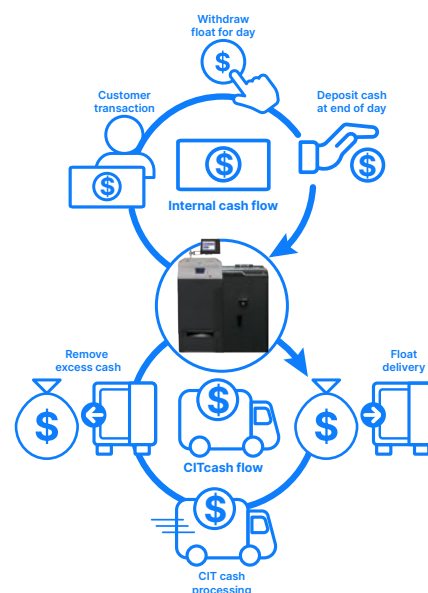 Withdraw
float for day
$
Customer
transaction
Deposit cash
at end of day
$
$
$
Internal cash flow
Remove
excess cash
Float
delivery
$
$
$
CITcash flow
$
CIT cash
processing